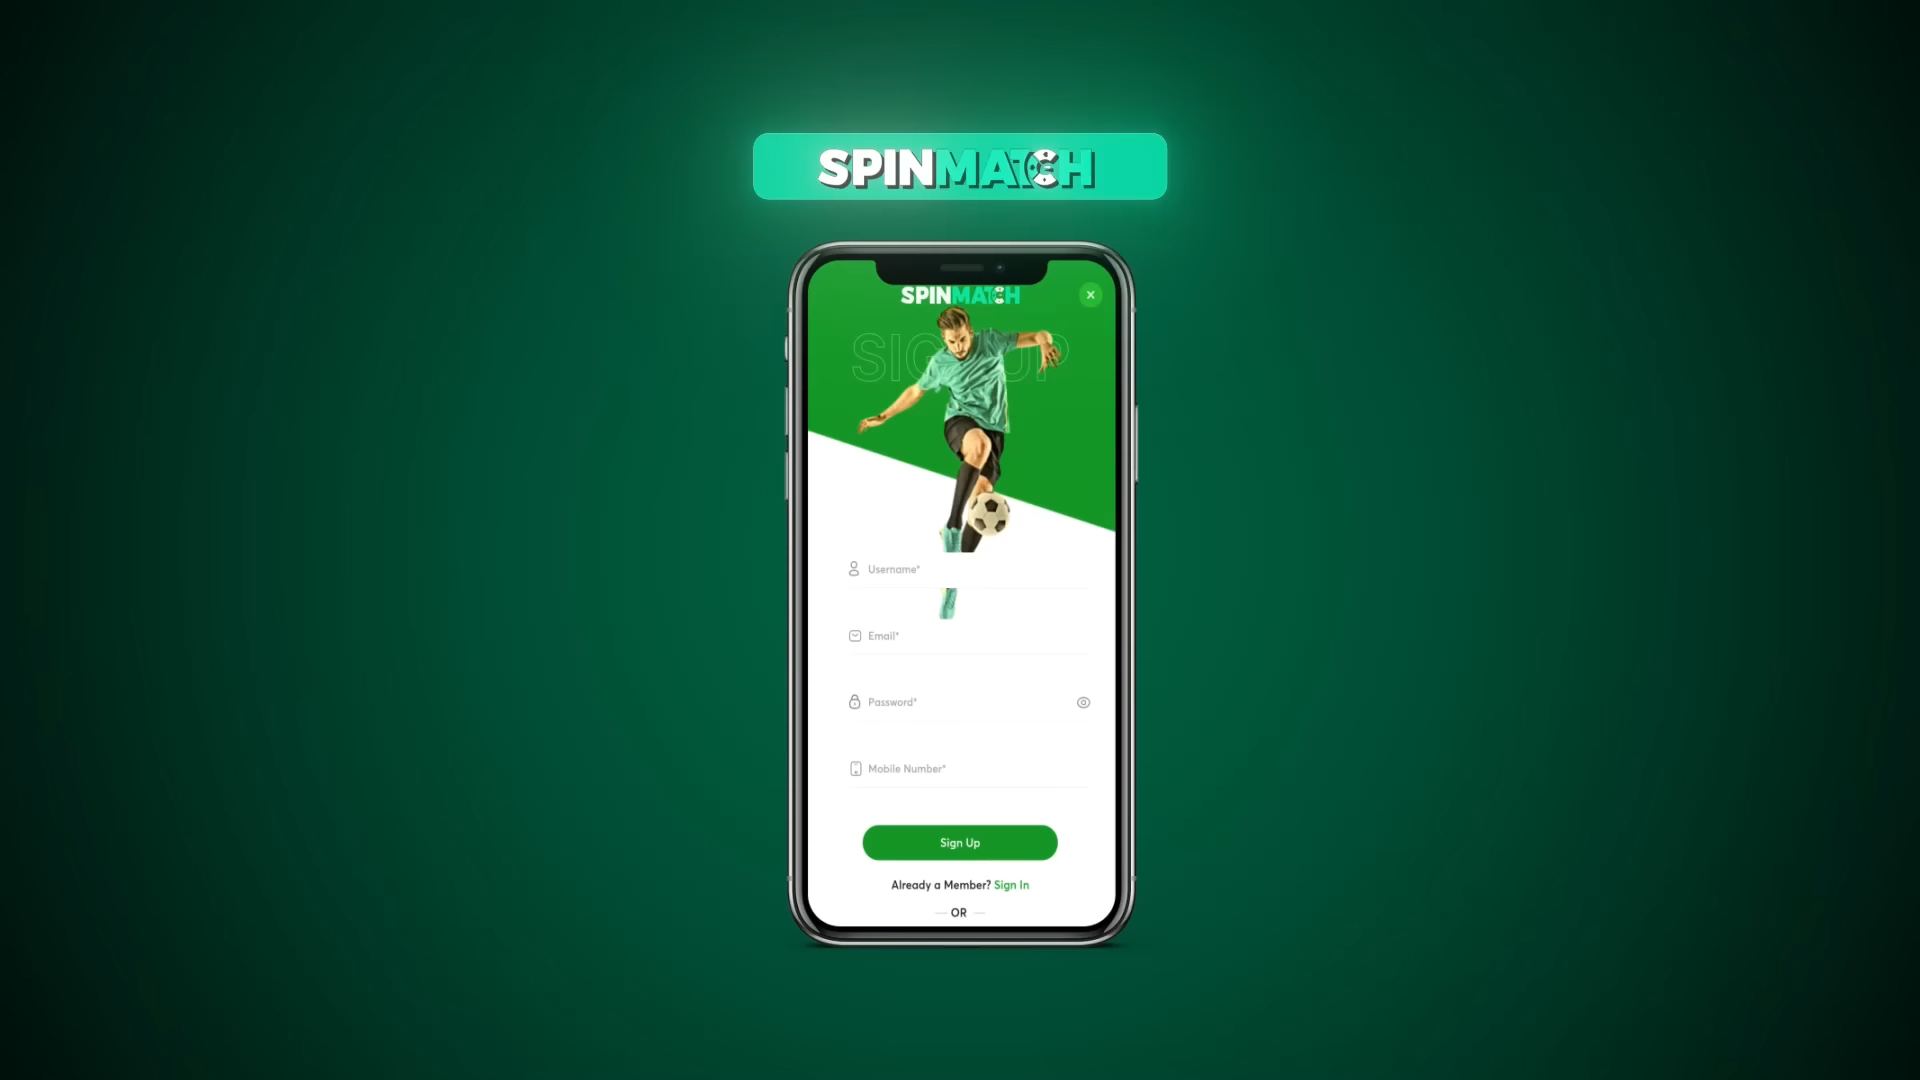 SPINMATCH
SPINMATCH
SIGN UP
Username*
Email*
Password*
Mobile Number*
Sign Up
Already a Member? Sign In
OR